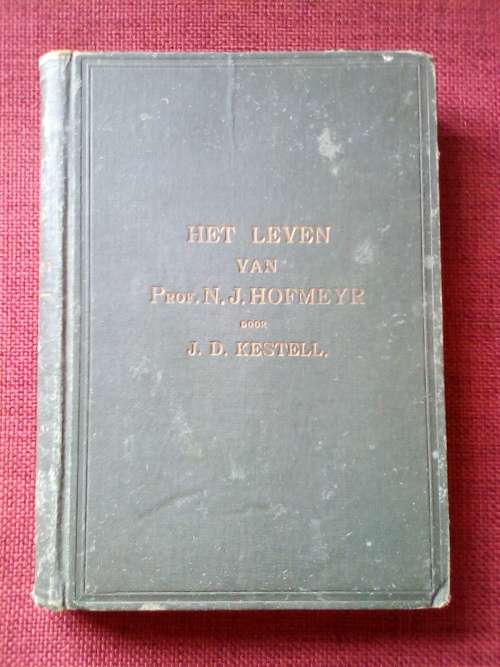 HET LEVEN
VAN
PROF. N. J. HOFMEYR
DOOR
J. D. KESTELL.